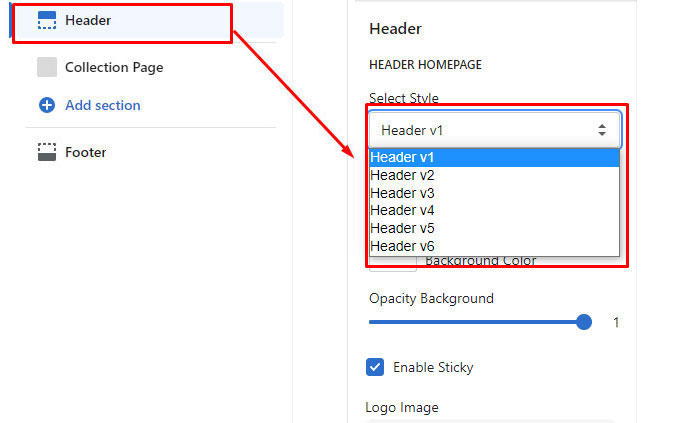 Header
Collection Page
Add section
Footer
Header
HEADER HOMEPAGE
Select Style
Header v1
Header v1
Header v2
Header v3
Header v4
Header v5
Header v6
Background Color
Opacity Background
1
Enable Sticky
Logo Image